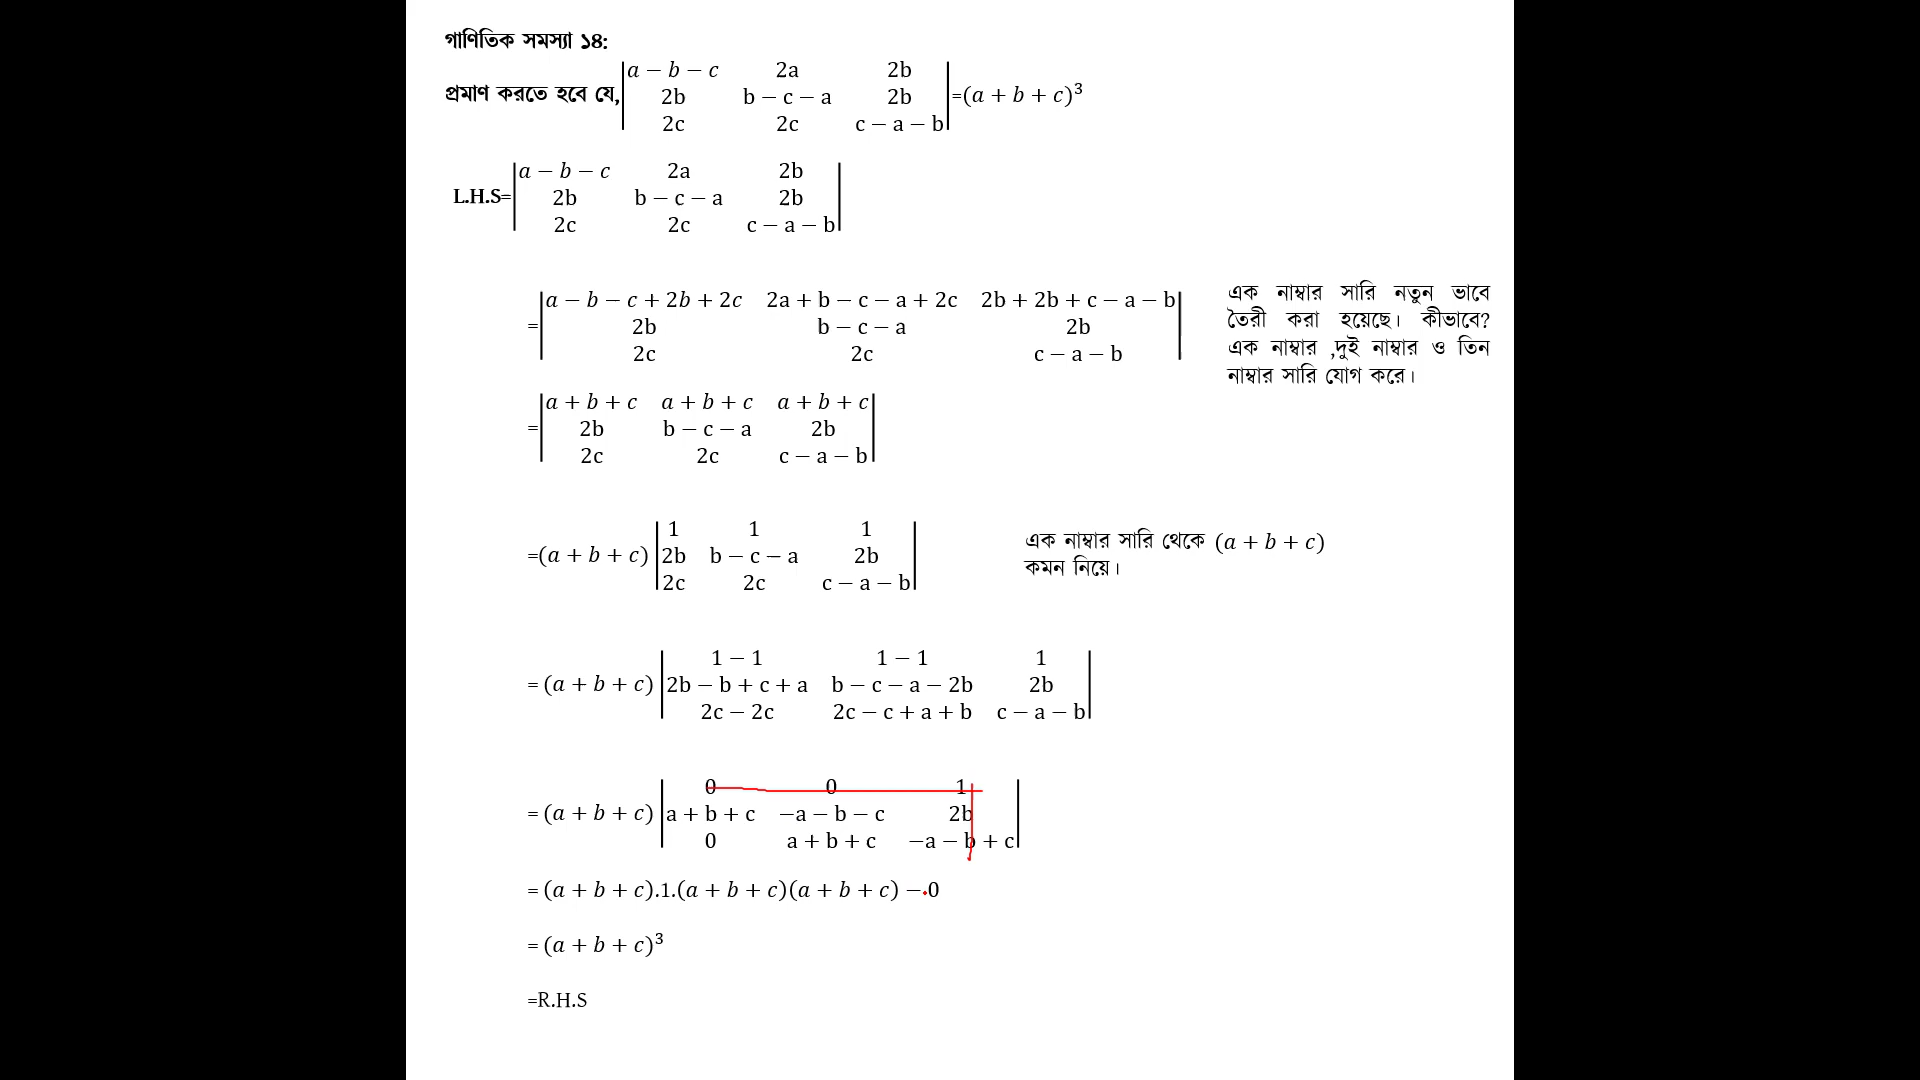 গাণিতিক সমস্যা ১৪:
প্রমাণ করতে হবে যে, |a − b − c 2a 2b| =(a + b + c)³
|2b b − c − a 2b|
|2c 2c c − a − b|
L.H.S= |a − b − c 2a 2b|
|2b b − c − a 2b|
|2c 2c c − a − b|
= |a − b − c + 2b + 2c 2a + b − c − a + 2c 2b + 2b + c − a − b|
|2b b − c − a 2b|
|2c 2c c − a − b|
এক নাম্বার সারি নতুন ভাবে
তৈরী করা হয়েছে। কীভাবে?
এক নাম্বার ,দুই নাম্বার ও তিন
নাম্বার সারি যোগ করে।
= |a + b + c a + b + c a + b + c|
|2b b − c − a 2b|
|2c 2c c − a − b|
=(a + b + c) |1 1 1|
|2b b − c − a 2b|
|2c 2c c − a − b|
এক নাম্বার সারি থেকে (a + b + c)
কমন নিয়ে।
= (a + b + c) |1 − 1 1 − 1 1|
|2b − b + c + a b − c − a − 2b 2b|
|2c − 2c 2c − c + a + b c − a − b|
= (a + b + c) |0 0 1|
|a + b + c −a − b − c 2b|
|0 a + b + c −a − b + c|
= (a + b + c).1.(a + b + c)(a + b + c) − 0
= (a + b + c)³
=R.H.S